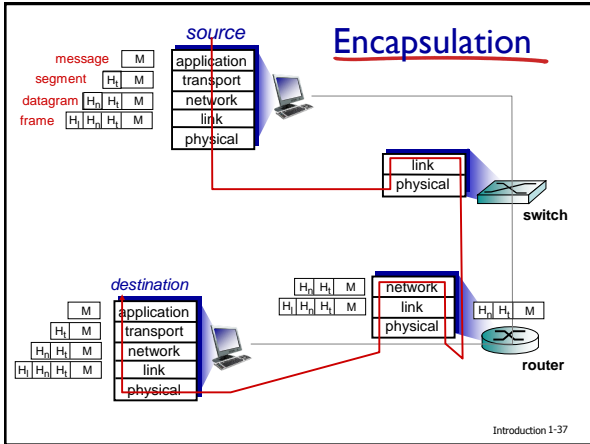 Encapsulation
source
message M
segment Ht M
datagram Hn Ht M
frame Hl Hn Ht M
application
transport
network
link
physical
link
physical
switch
destination
M
Ht M
Hn Ht M
Hl Hn Ht M
application
transport
network
link
physical
Hn Ht M
Hl Hn Ht M
network
link
physical
Hn Ht M
router
Introduction 1-37